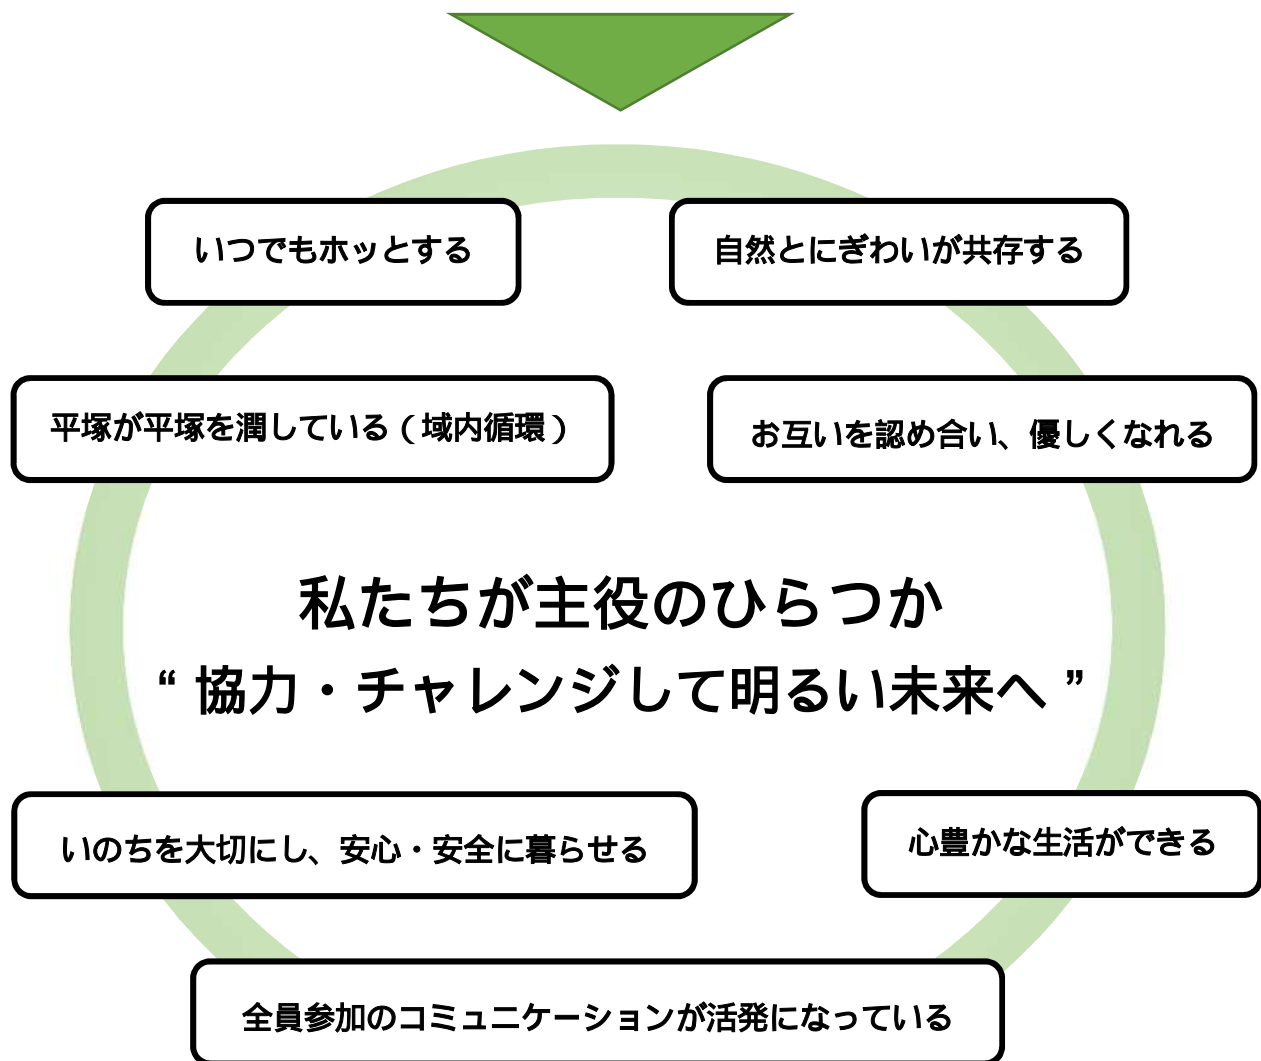 いつでもホッとする
自然とにぎわいが共存する
平塚が平塚を潤している（域内循環）
お互いを認め合い、優しくなれる
私たちが主役のひらつか
“協力・チャレンジして明るい未来へ”
いのちを大切にし、安心・安全に暮らせる
心豊かな生活ができる
全員参加のコミュニケーションが活発になっている